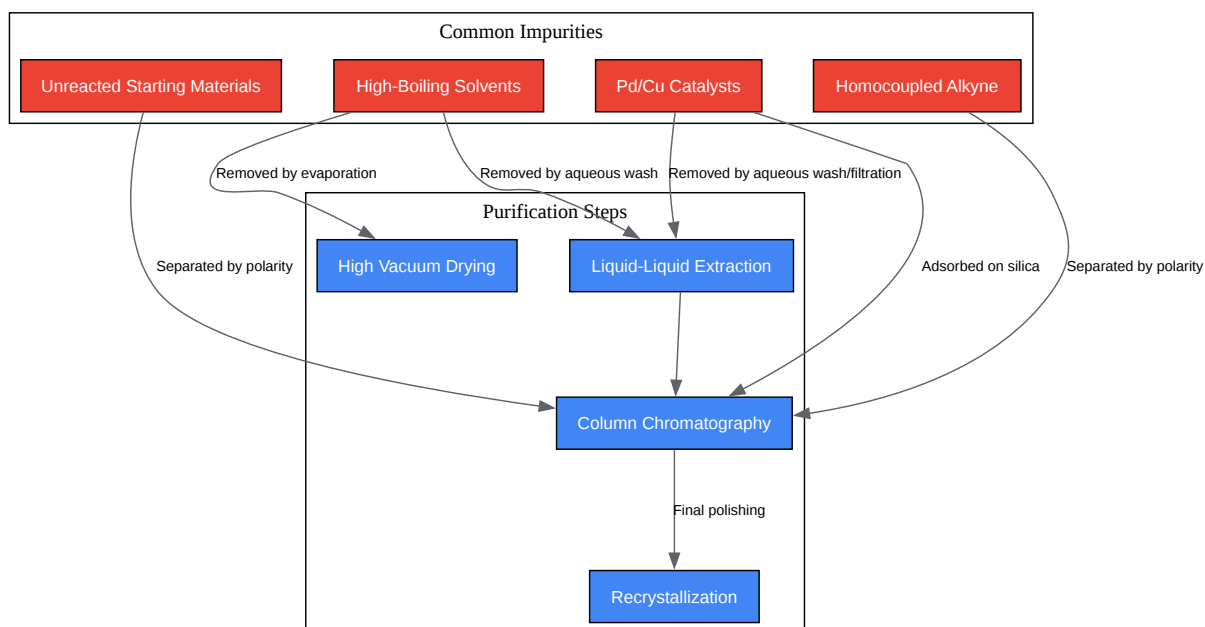 Common Impurities
Unreacted Starting Materials
High-Boiling Solvents
Pd/Cu Catalysts
Homocoupled Alkyne
Removed by evaporation
Removed by aqueous wash
Removed by aqueous wash/filtration
Purification Steps
High Vacuum Drying
Liquid-Liquid Extraction
Separated by polarity
Adsorbed on silica
Separated by polarity
Column Chromatography
Final polishing
Recrystallization